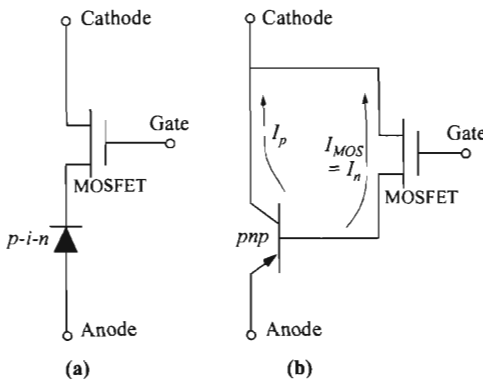 Cathode
Gate
MOSFET
p-i-n
Anode
(a)
Cathode
Gate
I_p
I_MOS
= I_n
MOSFET
pnp
Anode
(b)